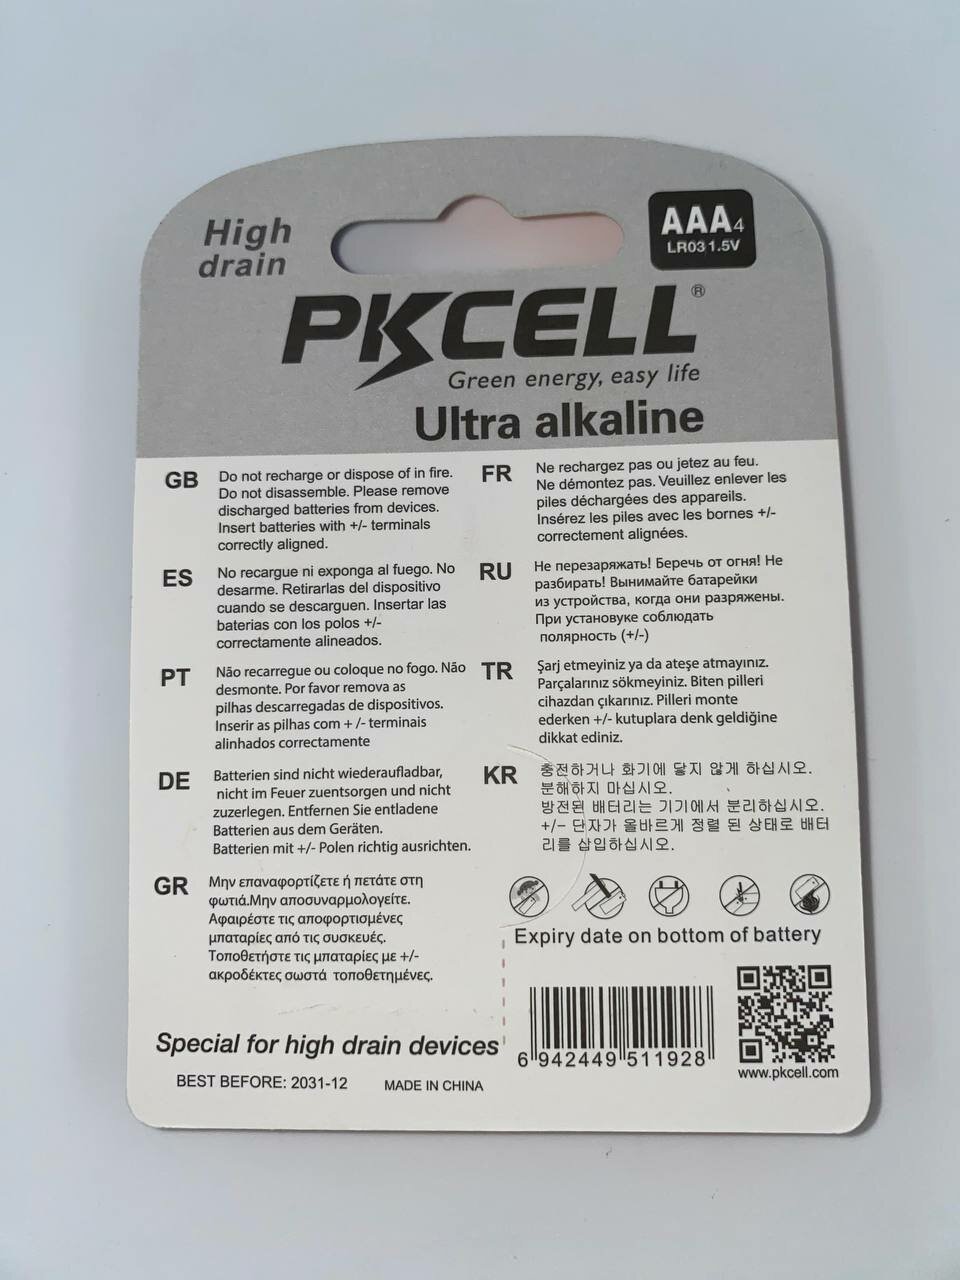 High
drain
AAA4
LR03 1.5V
PKCELL®
Green energy, easy life
Ultra alkaline
GB
Do not recharge or dispose of in fire.
Do not disassemble. Please remove
discharged batteries from devices.
Insert batteries with +/- terminals
correctly aligned.
FR
Ne rechargez pas ou jetez au feu.
Ne démontez pas. Veuillez enlever les
piles déchargées des appareils.
Insérez les piles avec les bornes +/-
correctement alignées.
ES
No recargue ni exponga al fuego. No
desarme. Retirarlas del dispositivo
cuando se descarguen. Insertar las
baterias con los polos +/-
correctamente alineados.
RU
Не перезаряжать! Беречь от огня! Не
разбирать! Вынимайте батарейки
из устройства, когда они разряжены.
При установуке соблюдать
полярность (+/-)
PT
Não recarregue ou coloque no fogo. Não
desmonte. Por favor remova as
pilhas descarregadas de dispositivos.
Inserir as pilhas com + /- terminais
alinhados correctamente
TR
Şarj etmeyiniz ya da ateşe atmayınız.
Parçalarınız sökmeyiniz. Biten pilleri
cihazdan çıkarınız. Pilleri monte
ederken +/- kutuplara denk geldiğine
dikkat ediniz.
DE
Batterien sind nicht wiederaufladbar,
nicht im Feuer zuentsorgen und nicht
zuzerlegen. Entfernen Sie entladene
Batterien aus dem Geräten.
Batterien mit +/- Polen richtig ausrichten.
KR
충전하거나 화기에 닿지 않게 하십시오.
분해하지 마십시오.
방전된 배터리는 기기에서 분리하십시오.
+/- 단자가 올바르게 정렬 된 상태로 배터
리를 삽입하십시오.
GR
Μην επαναφορτίζετε ή πετάτε στη
φωτιά.Μην αποσυναρμολογείτε.
Αφαιρέστε τις αποφορτισμένες
μπαταρίες από τις συσκευές.
Τοποθετήστε τις μπαταρίες με +/-
ακροδέκτες σωστά τοποθετημένες.
Expiry date on bottom of battery
Special for high drain devices
BEST BEFORE: 2031-12
MADE IN CHINA
6 942449 511928
www.pkcell.com